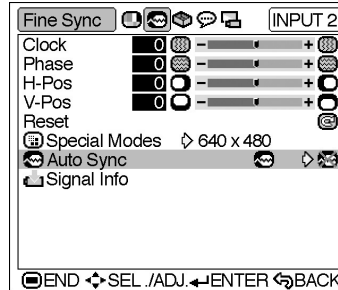 Fine Sync INPUT 2
Clock 0 - +
Phase 0 - +
H-Pos 0 - +
V-Pos 0 - +
Reset
Special Modes 640 x 480
Auto Sync
Signal Info
END SEL./ADJ. ENTER BACK